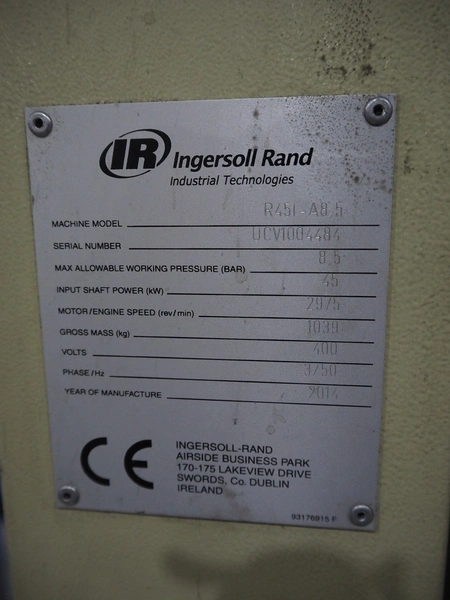 IR Ingersoll Rand
Industrial Technologies
MACHINE MODEL R45I-A8.5
SERIAL NUMBER UCV1004484
MAX ALLOWABLE WORKING PRESSURE (BAR) 8.5
INPUT SHAFT POWER (kW) 45
MOTOR/ENGINE SPEED (rev/min) 2975
GROSS MASS (kg) 1039
VOLTS 400
PHASE/Hz 3/50
YEAR OF MANUFACTURE 2014
CE
INGERSOLL-RAND
AIRSIDE BUSINESS PARK
170-175 LAKEVIEW DRIVE
SWORDS, Co. DUBLIN
IRELAND
93176915 F